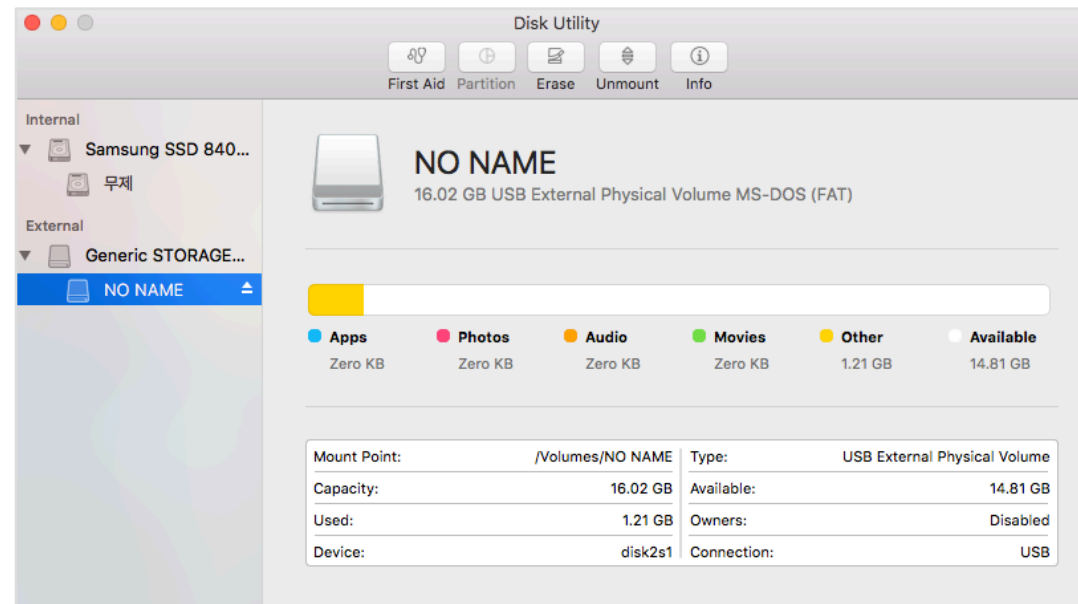 Disk Utility
First Aid Partition Erase Unmount Info
Internal
Samsung SSD 840...
무제
External
Generic STORAGE...
NO NAME
NO NAME
16.02 GB USB External Physical Volume MS-DOS (FAT)
Apps Photos Audio Movies Other Available
Zero KB Zero KB Zero KB Zero KB 1.21 GB 14.81 GB
Mount Point: /Volumes/NO NAME Type: USB External Physical Volume
Capacity: 16.02 GB Available: 14.81 GB
Used: 1.21 GB Owners: Disabled
Device: disk2s1 Connection: USB